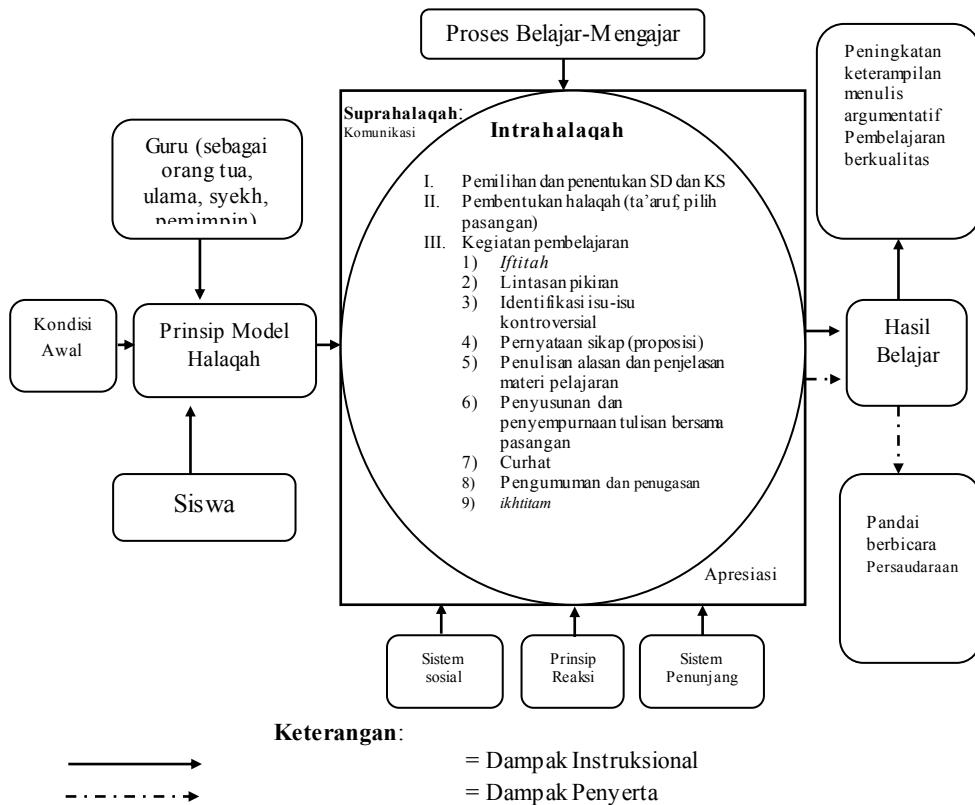 Proses Belajar-Mengajar
Peningkatan
keterampilan
menulis
argumentatif
Pembelajaran
berkualitas
Suprahalaqah:
Komunikasi
Intrahalaqah
Guru (sebagai
orang tua,
ulama, syekh,
pemimpin)
I. Pemilihan dan penentukan SD dan KS
II. Pembentukan halaqah (ta’aruf, pilih
pasangan)
III. Kegiatan pembelajaran
1) Iftitah
2) Lintasan pikiran
3) Identifikasi isu-isu
kontroversial
4) Pernyataan sikap (proposisi)
5) Penulisan alasan dan penjelasan
materi pelajaran
6) Penyusunan dan
penyempurnaan tulisan bersama
pasangan
7) Curhat
8) Pengumuman dan penugasan
9) ikhtitam
Kondisi
Awal
Prinsip Model
Halaqah
Hasil
Belajar
Siswa
Apresiasi
Pandai
berbicara
Persaudaraan
Sistem
sosial
Prinsip
Reaksi
Sistem
Penunjang
Keterangan:
= Dampak Instruksional
= Dampak Penyerta